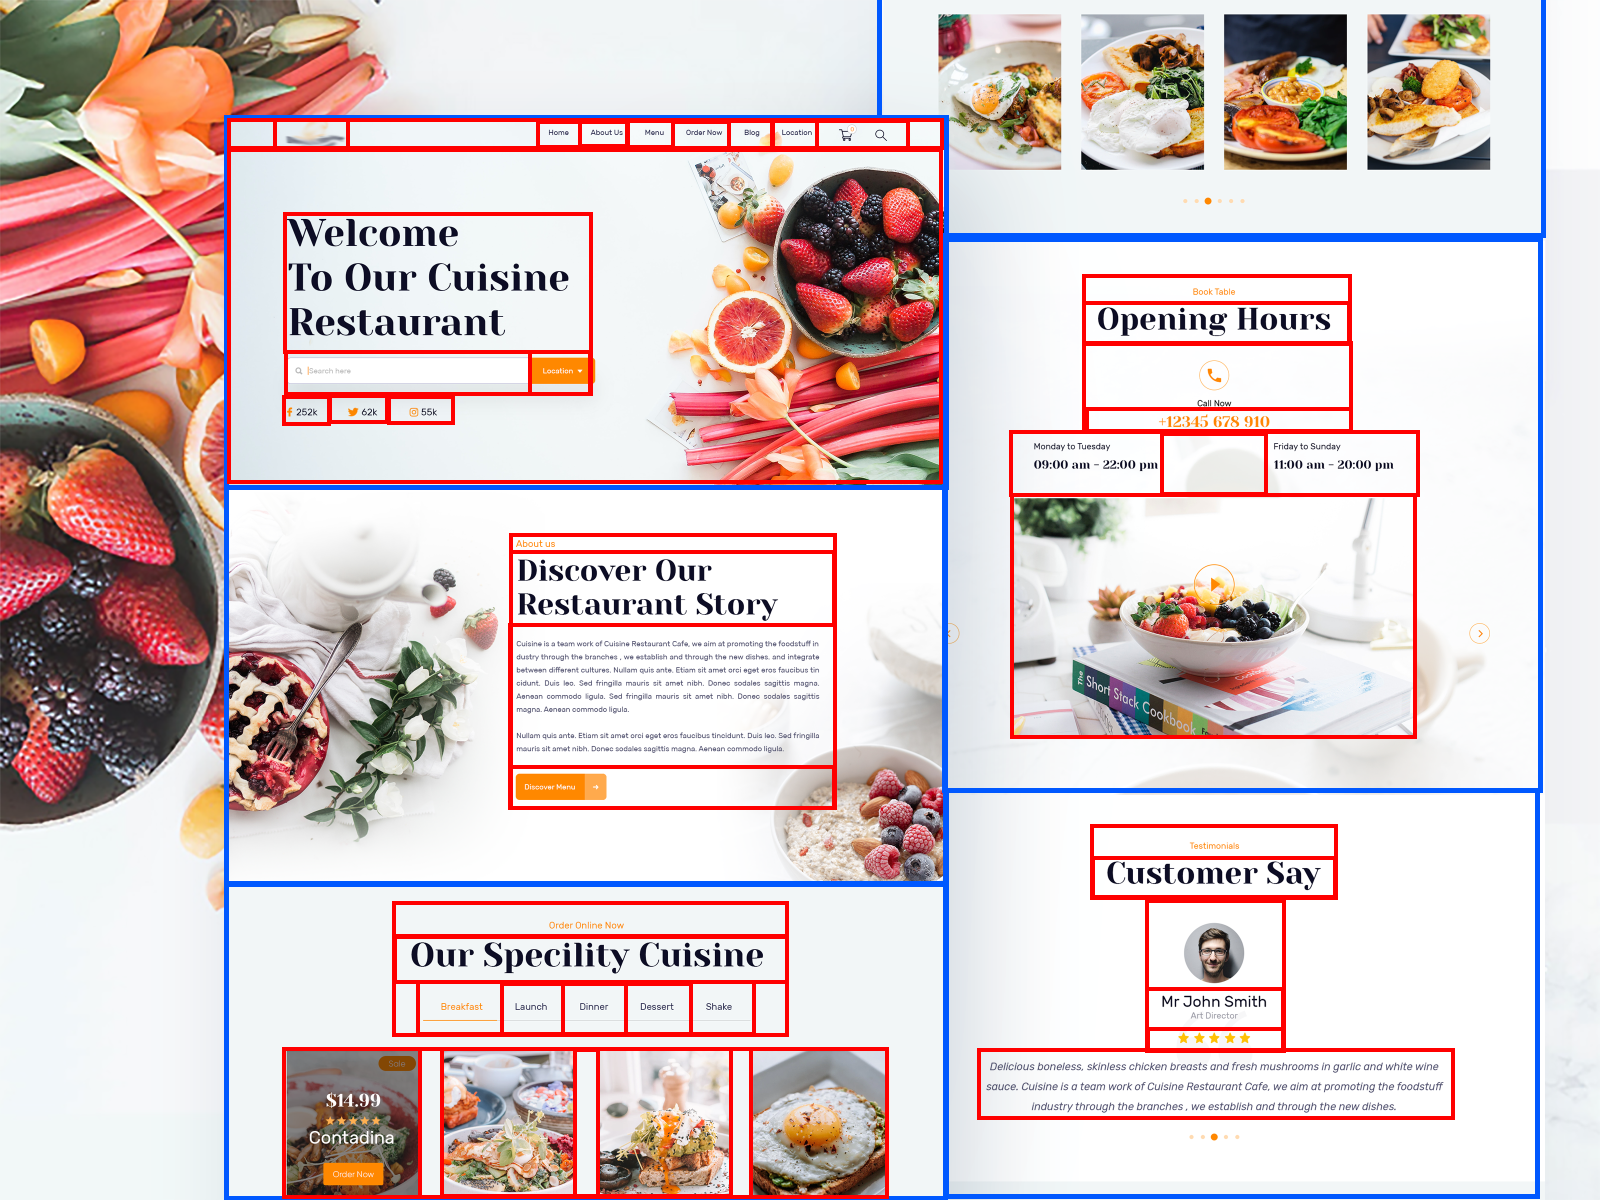 Home
About Us
Menu
Order Now
Blog
Location
Welcome
To Our Cuisine
Restaurant
Search here
Location
252k
62k
55k
About us
Discover Our
Restaurant Story
Cuisine is a team work of Cuisine Restaurant Cafe, we aim at promoting the foodstuff in
dustry through the branches , we establish and through the new dishes. and integrate
between different cultures. Nullam quis ante. Etiam sit amet orci eget eros faucibus tin
cidunt. Duis leo. Sed fringilla mauris sit amet nibh. Donec sodales sagittis magna.
Aenean commodo ligula. Sed fringilla mauris sit amet nibh. Donec sodales sagittis
magna. Aenean commodo ligula.
Nullam quis ante. Etiam sit amet orci eget eros faucibus tincidunt. Duis leo. Sed fringilla
mauris sit amet nibh. Donec sodales sagittis magna. Aenean commodo ligula.
Discover Menu
Order Online Now
Our Specility Cuisine
Breakfast
Launch
Dinner
Dessert
Shake
Sale
$14.99
Contadina
Order Now
Book Table
Opening Hours
Call Now
+12345 678 910
Monday to Tuesday
09:00 am - 22:00 pm
Friday to Sunday
11:00 am - 20:00 pm
The Short Stack Cookbook
Testimonials
Customer Say
Mr John Smith
Art Director
Delicious boneless, skinless chicken breasts and fresh mushrooms in garlic and white wine
sauce. Cuisine is a team work of Cuisine Restaurant Cafe, we aim at promoting the foodstuff
industry through the branches , we establish and through the new dishes.